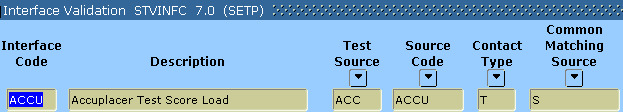 Interface Validation STVINFC 7.0 (SETP)
Common
Interface Test Source Contact Matching
Code Description Source Code Type Source
ACCU Accuplacer Test Score Load ACC ACCU T S